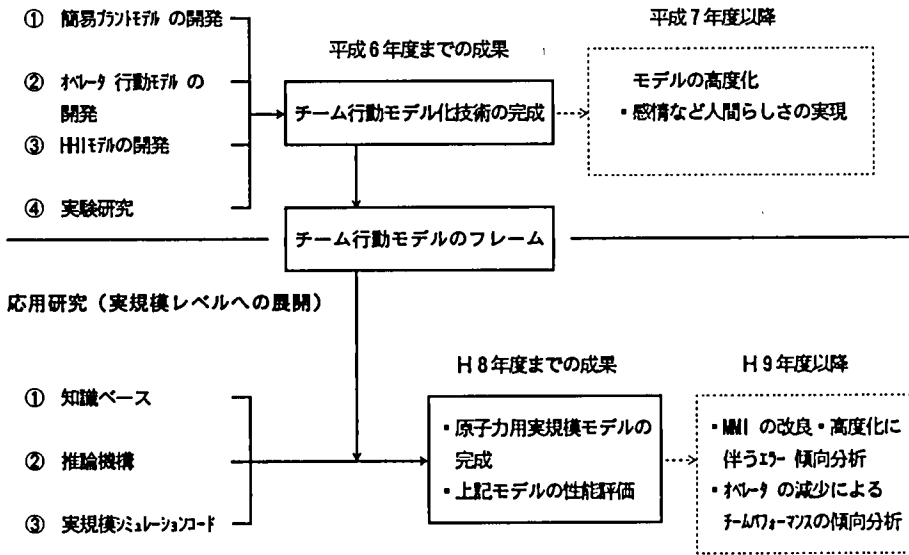 ① 簡易プラントモデル の開発
② オペレータ 行動モデル の
開発
③ HHIモデルの開発
④ 実験研究
平成6年度までの成果
チーム行動モデル化技術の完成
平成7年度以降
モデルの高度化
・感情など人間らしさの実現
チーム行動モデルのフレーム
応用研究（実規模レベルへの展開）
① 知識ベース
② 推論機構
③ 実規模シミュレーションコード
H8年度までの成果
・原子力用実規模モデルの
完成
・上記モデルの性能評価
H9年度以降
・MMI の改良・高度化に
伴うエラー 傾向分析
・オペレータ の減少による
チームパフォーマンスの傾向分析